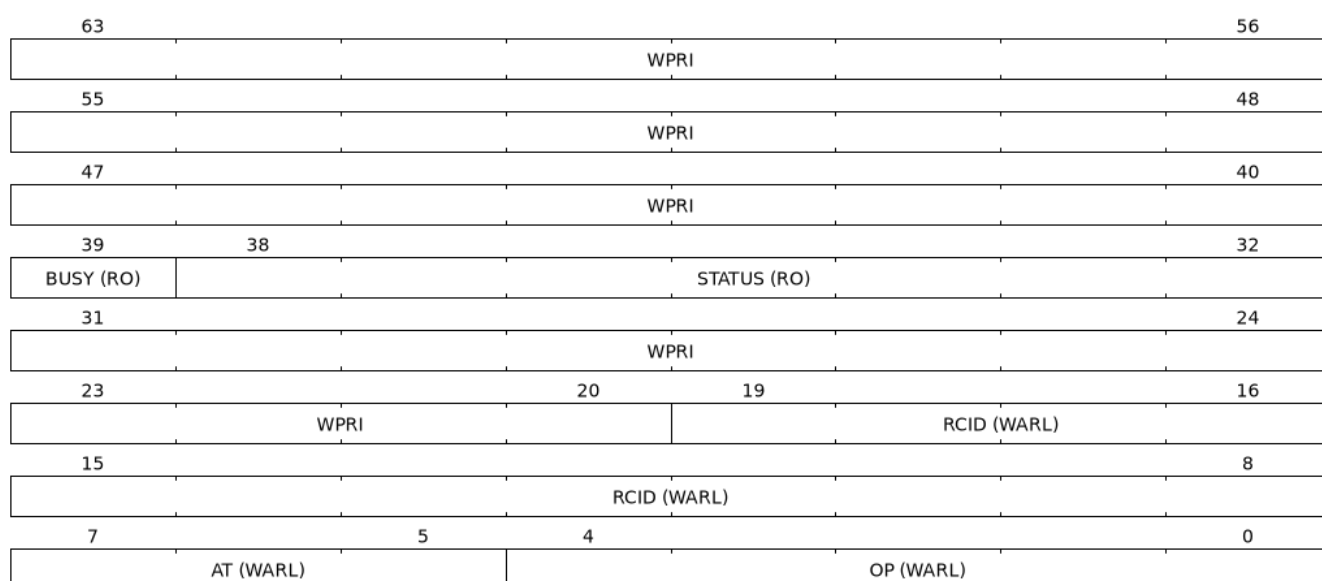 63 56
WPRI
55 48
WPRI
47 40
WPRI
39 38 32
BUSY (RO) STATUS (RO)
31 24
WPRI
23 20 19 16
WPRI RCID (WARL)
15 8
RCID (WARL)
7 5 4 0
AT (WARL) OP (WARL)